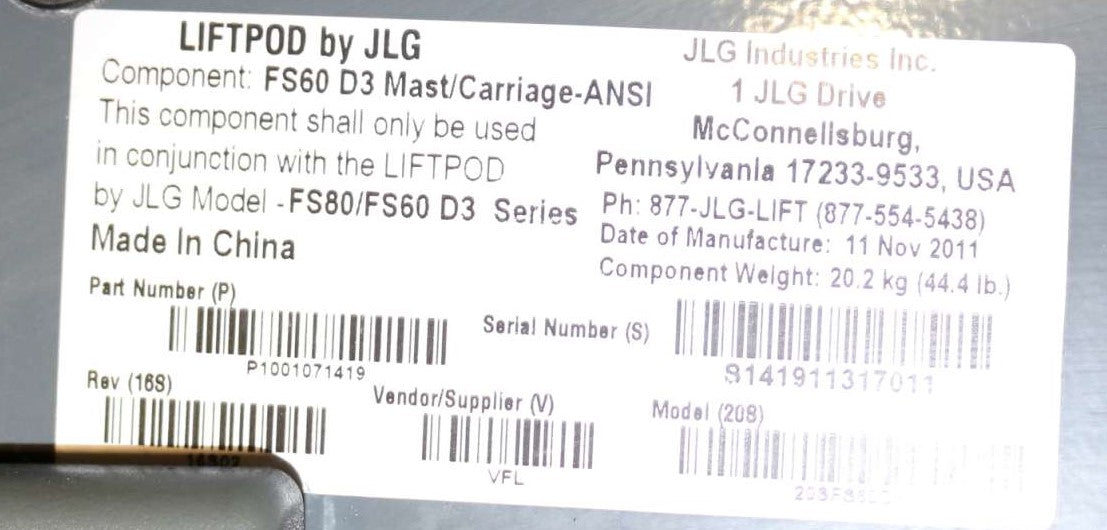 LIFTPOD by JLG
Component: FS60 D3 Mast/Carriage-ANSI
This component shall only be used
in conjunction with the LIFTPOD
by JLG Model -FS80/FS60 D3 Series
Made In China
JLG Industries Inc.
1 JLG Drive
McConnellsburg,
Pennsylvania 17233-9533, USA
Ph: 877-JLG-LIFT (877-554-5438)
Date of Manufacture: 11 Nov 2011
Component Weight: 20.2 kg (44.4 lb.)
Part Number (P)
P1001071419
Serial Number (S)
S141911317011
Rev (16S)
Vendor/Supplier (V)
VFL
Model (20S)